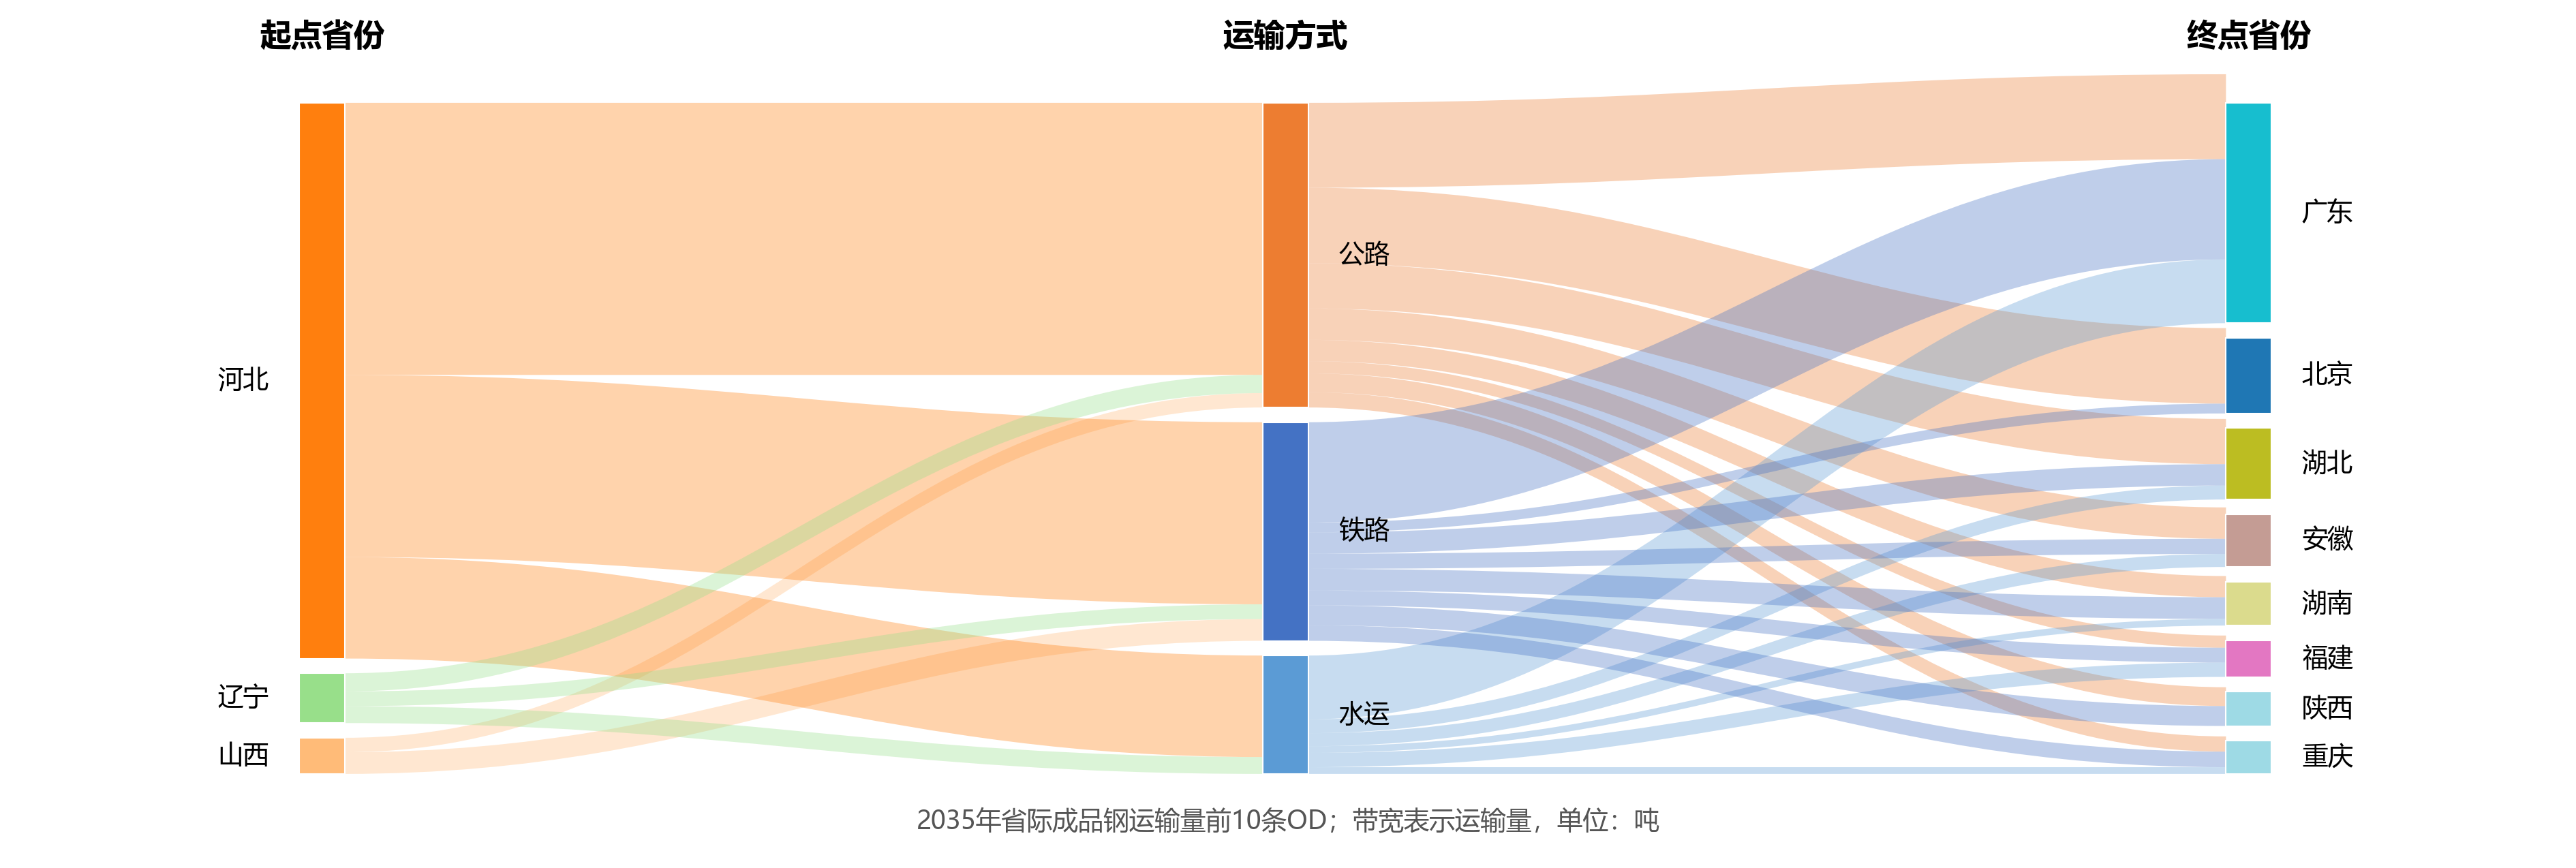 起点省份
运输方式
终点省份
河北
辽宁
山西
公路
铁路
水运
广东
北京
湖北
安徽
湖南
福建
陕西
重庆
2035年省际成品钢运输量前10条OD；带宽表示运输量，单位：吨